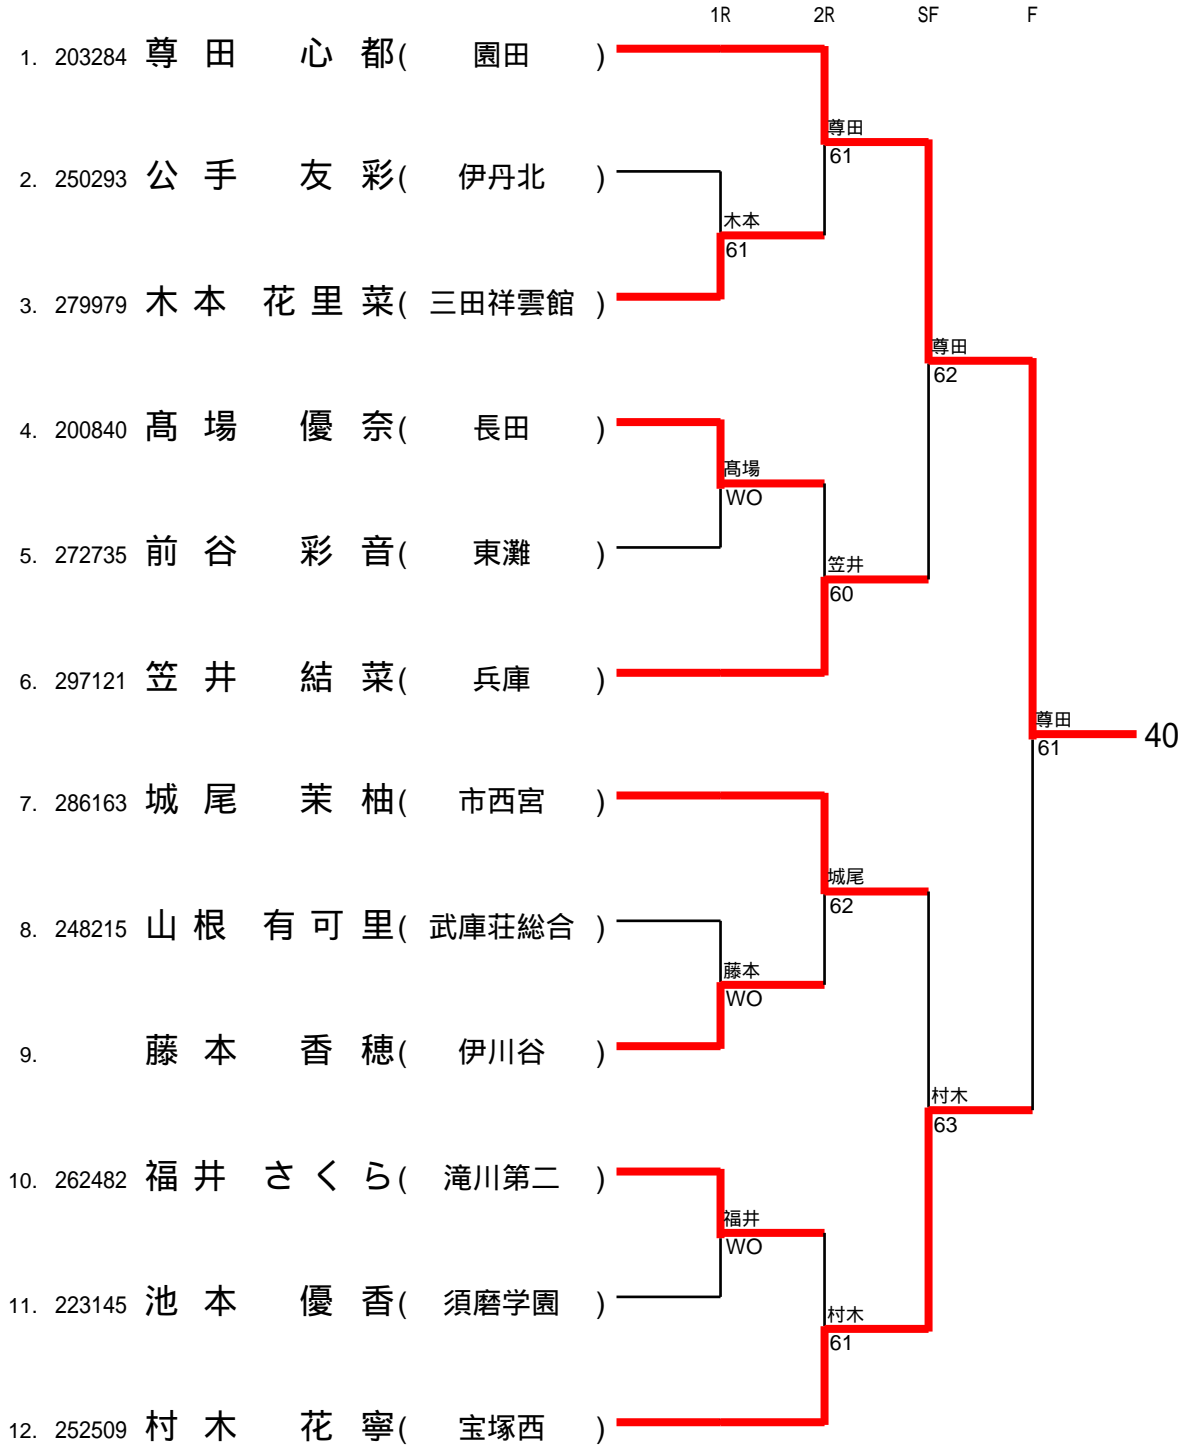 1R 2R SF F
1. 203284 尊田 心都( 園田 )
尊田
61
2. 250293 公手 友彩( 伊丹北 )
木本
61
3. 279979 木本 花里菜( 三田祥雲館 )
尊田
62
4. 200840 髙場 優奈( 長田 )
髙場
WO
5. 272735 前谷 彩音( 東灘 )
笠井
60
6. 297121 笠井 結菜( 兵庫 )
尊田
61
40
7. 286163 城尾 茉柚( 市西宮 )
城尾
62
8. 248215 山根 有可里( 武庫荘総合 )
藤本
WO
9. 藤本 香穂( 伊川谷 )
村木
63
10. 262482 福井 さくら( 滝川第二 )
福井
WO
11. 223145 池本 優香( 須磨学園 )
村木
61
12. 252509 村木 花寧( 宝塚西 )